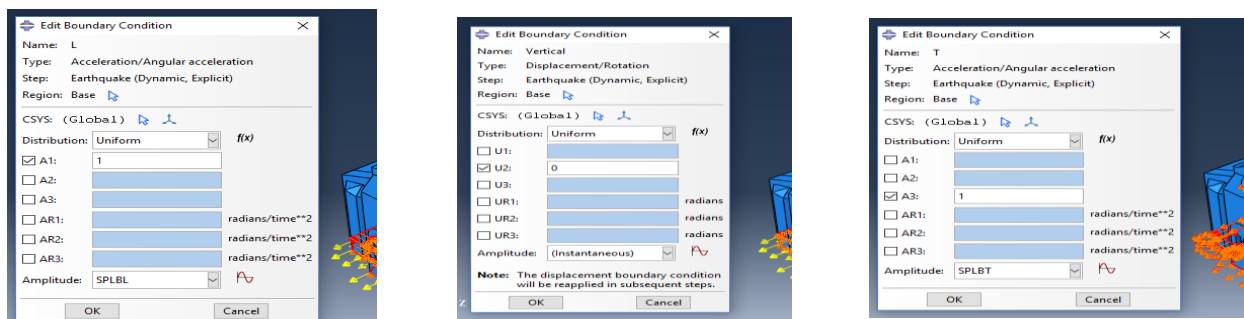 Edit Boundary Condition
Name: L
Type: Acceleration/Angular acceleration
Step: Earthquake (Dynamic, Explicit)
Region: Base
CSYS: (Global)
Distribution: Uniform f(x)
A1: 1
A2:
A3:
AR1: radians/time**2
AR2: radians/time**2
AR3: radians/time**2
Amplitude: SPLBL
OK Cancel
Edit Boundary Condition
Name: Vertical
Type: Displacement/Rotation
Step: Earthquake (Dynamic, Explicit)
Region: Base
CSYS: (Global)
Distribution: Uniform f(x)
U1:
U2: 0
U3:
UR1: radians
UR2: radians
UR3: radians
Amplitude: (Instantaneous)
Note: The displacement boundary condition
will be reapplied in subsequent steps.
Z OK Cancel
Edit Boundary Condition
Name: T
Type: Acceleration/Angular acceleration
Step: Earthquake (Dynamic, Explicit)
Region: Base
CSYS: (Global)
Distribution: Uniform f(x)
A1:
A2:
A3: 1
AR1: radians/time**2
AR2: radians/time**2
AR3: radians/time**2
Amplitude: SPLBT
OK Cancel